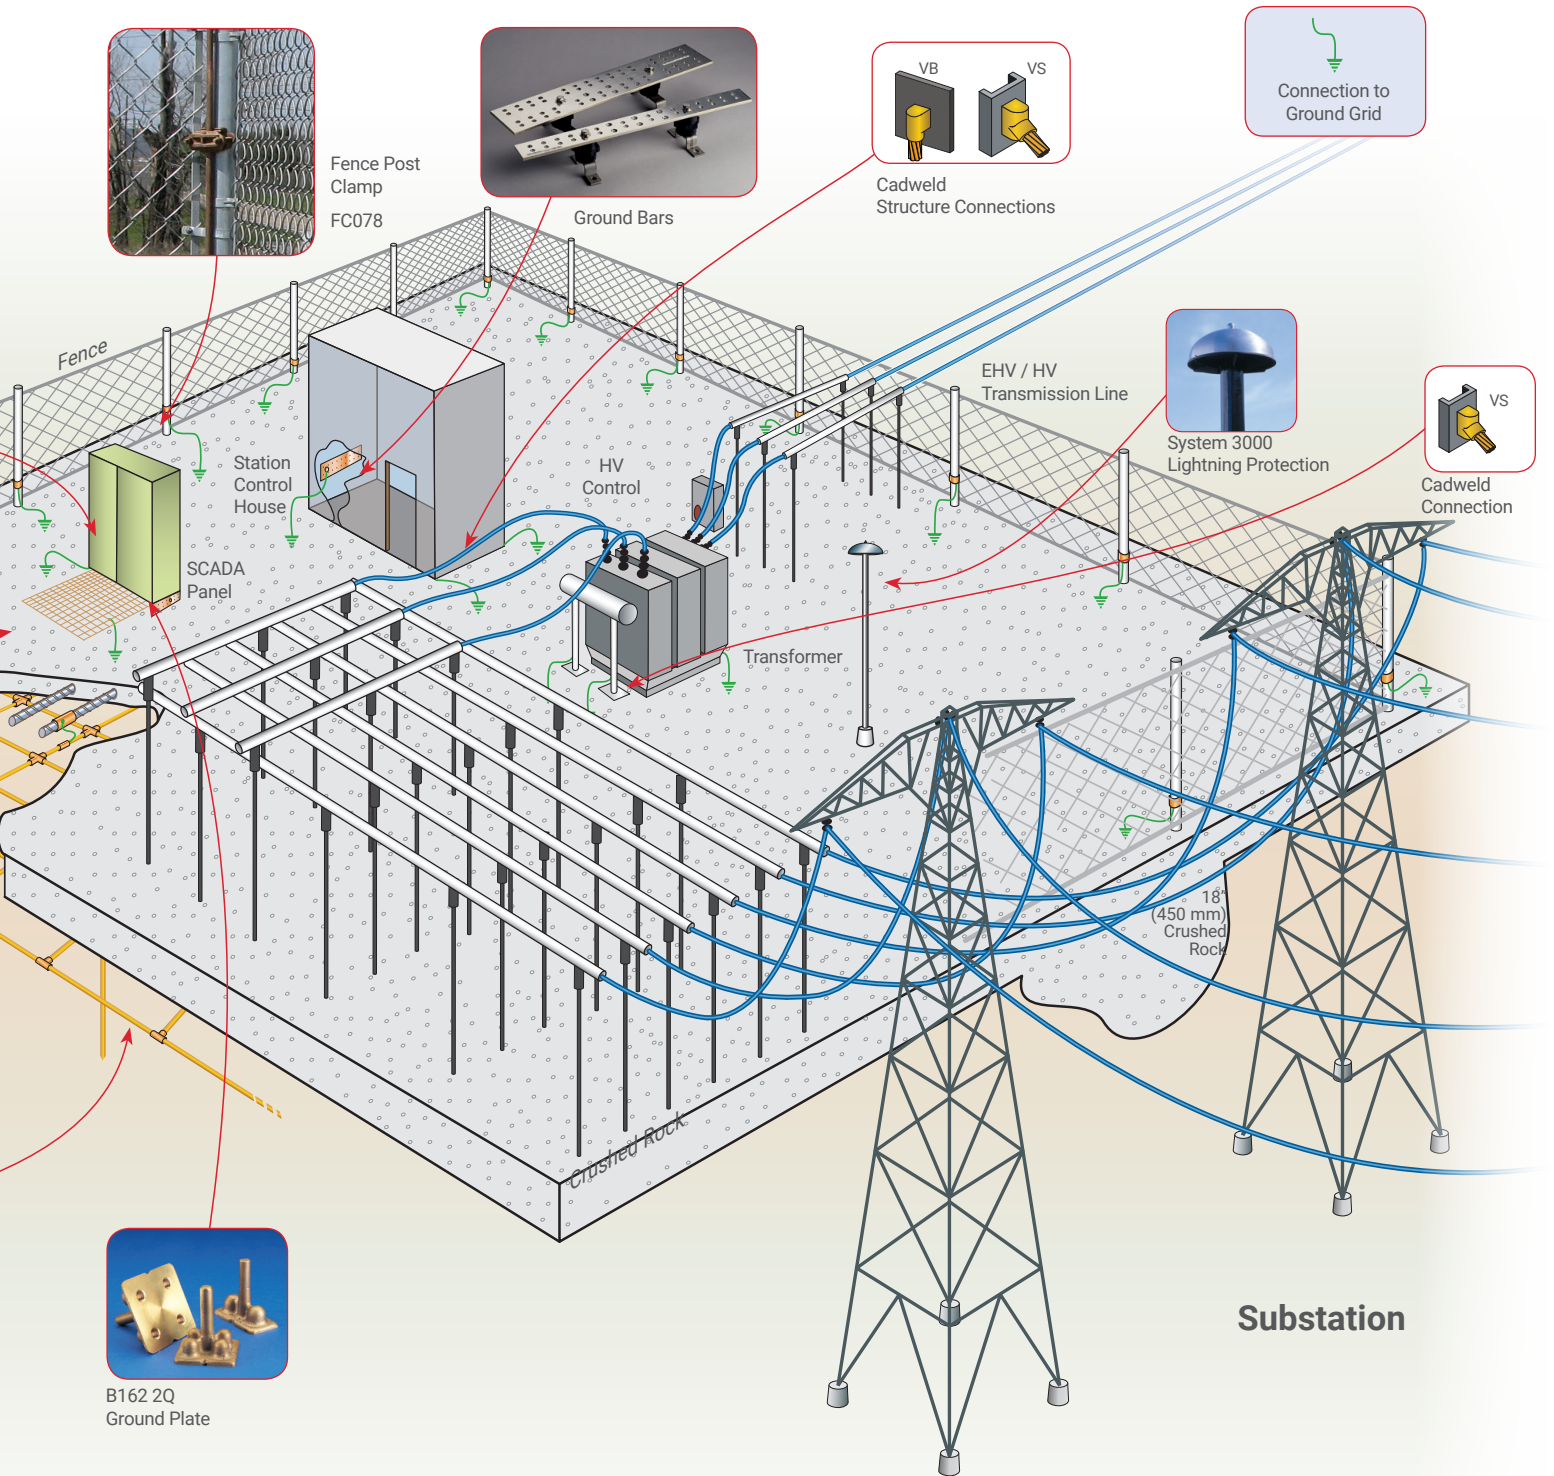 VB
VS
Connection to
Ground Grid
Fence Post
Clamp
FC078
Ground Bars
Cadweld
Structure Connections
Fence
EHV / HV
Transmission Line
System 3000
Lightning Protection
VS
Cadweld
Connection
Station
Control
House
HV
Control
SCADA
Panel
Transformer
18"
(450 mm)
Crushed
Rock
Crushed Rock
Substation
B162 2Q
Ground Plate